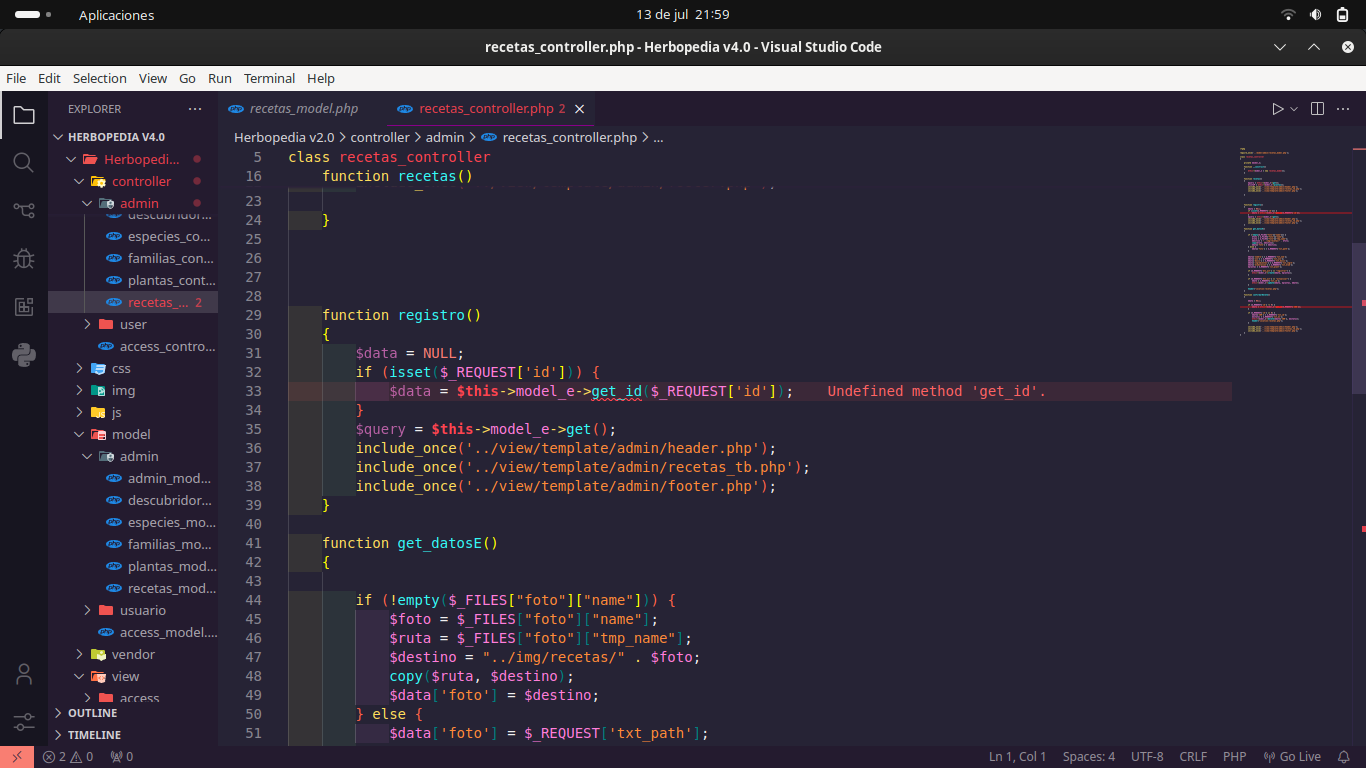 Aplicaciones
13 de jul 21:59
recetas_controller.php - Herbopedia v4.0 - Visual Studio Code
File Edit Selection View Go Run Terminal Help
EXPLORER ···
recetas_model.php
recetas_controller.php 2
HERBOPEDIA V4.0
Herbopedi...
controller
admin
descubridor...
especies_co...
familias_con...
plantas_cont...
recetas_... 2
user
access_contro...
css
img
js
model
admin
admin_mod...
descubridor...
especies_mo...
familias_mo...
plantas_mod...
recetas_mod...
usuario
access_model....
vendor
view
access
OUTLINE
TIMELINE
Herbopedia v2.0 > controller > admin > recetas_controller.php > ...
5 class recetas_controller
16 function recetas()
23
24 }
25
26
27
28
29 function registro()
30 {
31 $data = NULL;
32 if (isset($_REQUEST['id'])) {
33 $data = $this->model_e->get_id($_REQUEST['id']); Undefined method 'get_id'.
34 }
35 $query = $this->model_e->get();
36 include_once('../view/template/admin/header.php');
37 include_once('../view/template/admin/recetas_tb.php');
38 include_once('../view/template/admin/footer.php');
39 }
40
41 function get_datosE()
42 {
43
44 if (!empty($_FILES["foto"]["name"])) {
45 $foto = $_FILES["foto"]["name"];
46 $ruta = $_FILES["foto"]["tmp_name"];
47 $destino = "../img/recetas/" . $foto;
48 copy($ruta, $destino);
49 $data['foto'] = $destino;
50 } else {
51 $data['foto'] = $_REQUEST['txt_path'];
2 0 0 Ln 1, Col 1 Spaces: 4 UTF-8 CRLF PHP Go Live